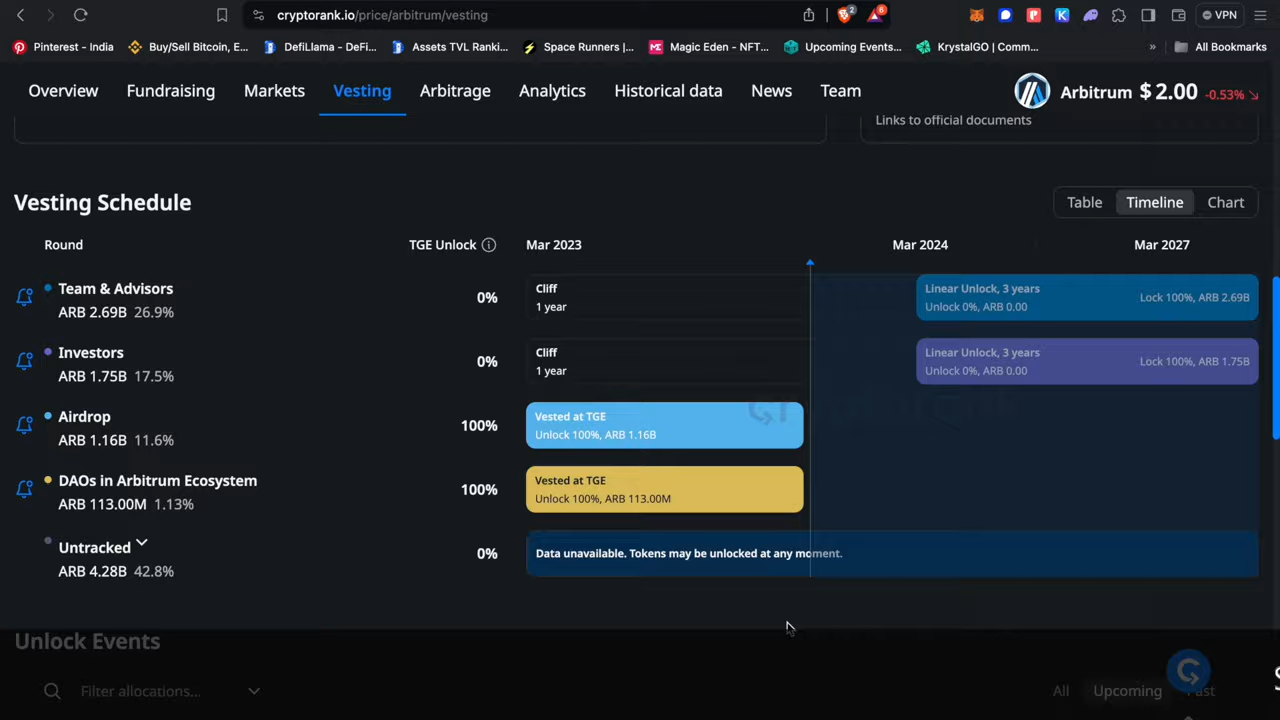 cryptorank.io/price/arbitrum/vesting
2
6
VPN
Pinterest - India
Buy/Sell Bitcoin, E...
DefiLlama - DeFi...
Assets TVL Ranki...
Space Runners |...
Magic Eden - NFT...
Upcoming Events...
KrystalGO | Comm...
»
All Bookmarks
Overview
Fundraising
Markets
Vesting
Arbitrage
Analytics
Historical data
News
Team
Arbitrum $ 2.00 -0.53%
Links to official documents
Vesting Schedule
Table
Timeline
Chart
Round
TGE Unlock
Mar 2023
Mar 2024
Mar 2027
Team & Advisors
ARB 2.69B 26.9%
0%
Cliff
1 year
Linear Unlock, 3 years
Unlock 0%, ARB 0.00
Lock 100%, ARB 2.69B
Investors
ARB 1.75B 17.5%
0%
Cliff
1 year
Linear Unlock, 3 years
Unlock 0%, ARB 0.00
Lock 100%, ARB 1.75B
Airdrop
ARB 1.16B 11.6%
100%
Vested at TGE
Unlock 100%, ARB 1.16B
DAOs in Arbitrum Ecosystem
ARB 113.00M 1.13%
100%
Vested at TGE
Unlock 100%, ARB 113.00M
Untracked
ARB 4.28B 42.8%
0%
Data unavailable. Tokens may be unlocked at any moment.
Unlock Events
Filter allocations...
All
Upcoming
Past